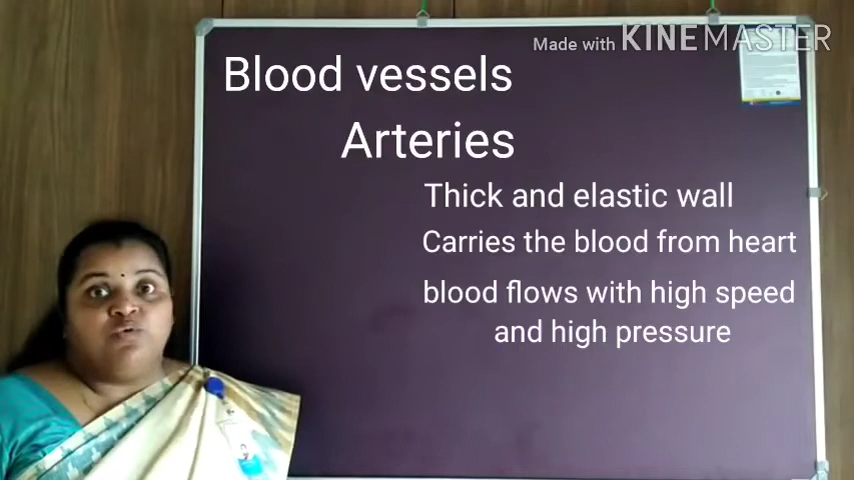 Made with KINEMASTER
Blood vessels
Arteries
Thick and elastic wall
Carries the blood from heart
blood flows with high speed
and high pressure